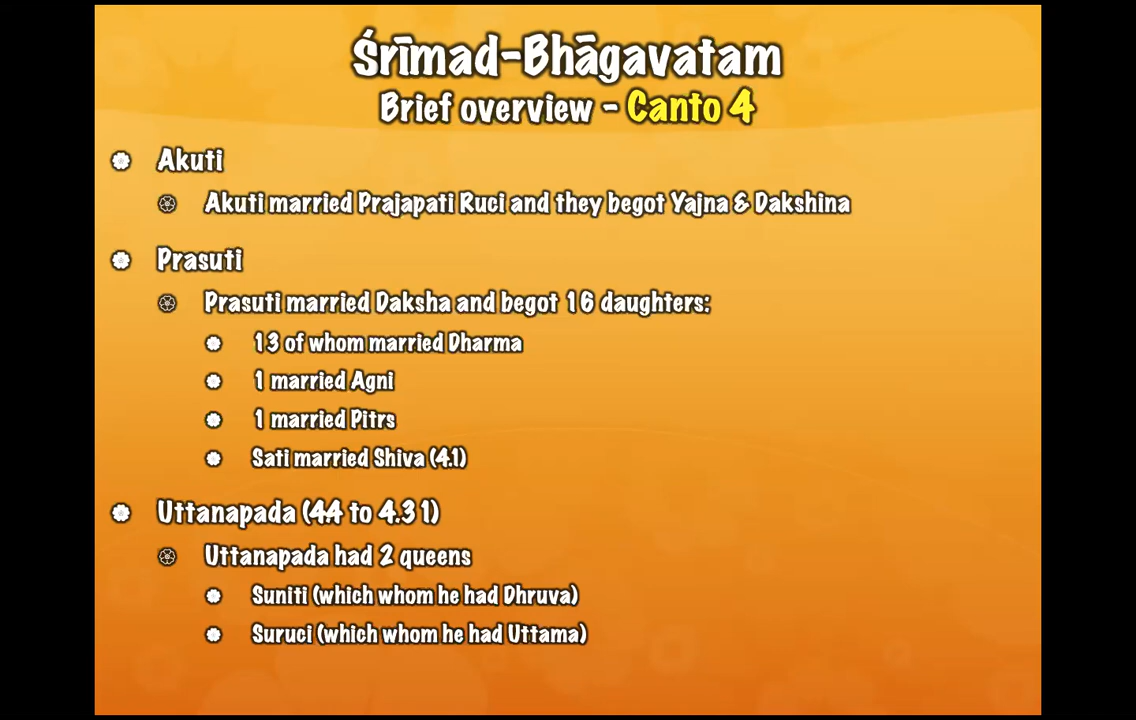 Śrīmad-Bhāgavatam
Brief overview - Canto 4
Akuti
Akuti married Prajapati Ruci and they begot Yajna & Dakshina
Prasuti
Prasuti married Daksha and begot 16 daughters:
13 of whom married Dharma
1 married Agni
1 married Pitrs
Sati married Shiva (4.1)
Uttanapada (4.4 to 4.31)
Uttanapada had 2 queens
Suniti (which whom he had Dhruva)
Suruci (which whom he had Uttama)